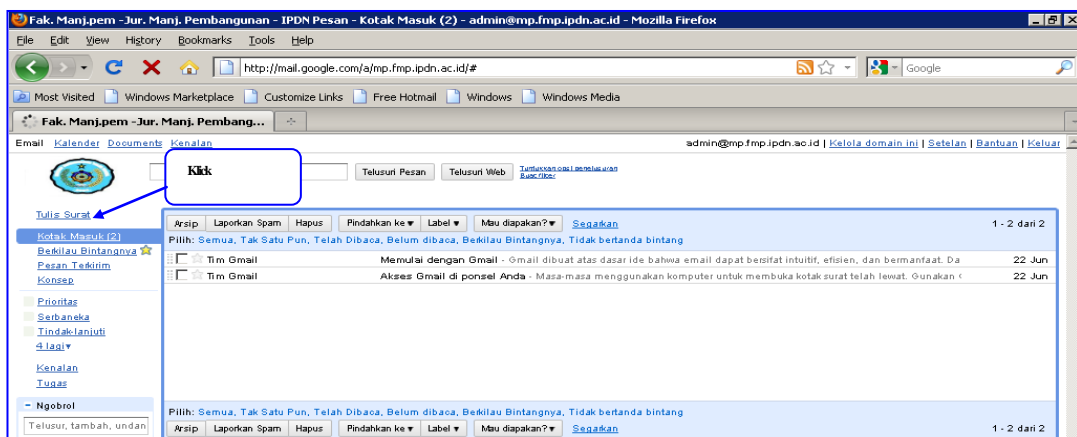 Fak. Manj.pem -Jur. Manj. Pembangunan - IPDN Pesan - Kotak Masuk (2) - admin@mp.fmp.ipdn.ac.id - Mozilla Firefox
File Edit View History Bookmarks Tools Help
http://mail.google.com/a/mp.fmp.ipdn.ac.id/# Google
Most Visited Windows Marketplace Customize Links Free Hotmail Windows Windows Media
Fak. Manj.pem -Jur. Manj. Pembang...
Email Kalender Documents Kenalan admin@mp.fmp.ipdn.ac.id | Kelola domain ini | Setelan | Bantuan | Keluar
Klick Telusuri Pesan Telusuri Web Tunjukkan opsi penelusuran
Buat filter
Tulis Surat
Arsip Laporkan Spam Hapus Pindahkan ke Label Mau diapakan? Segarkan 1 - 2 dari 2
Kotak Masuk (2)
Pilih: Semua, Tak Satu Pun, Telah Dibaca, Belum dibaca, Berkilau Bintangnya, Tidak bertanda bintang
Berkilau Bintangnya
Tim Gmail Memulai dengan Gmail - Gmail dibuat atas dasar ide bahwa email dapat bersifat intuitif, efisien, dan bermanfaat. Da 22 Jun
Pesan Terkirim
Tim Gmail Akses Gmail di ponsel Anda - Masa-masa menggunakan komputer untuk membuka kotak surat telah lewat. Gunakan 22 Jun
Konsep
Prioritas
Serbaneka
Tindak-lanjuti
4 lagi
Kenalan
Tugas
- Ngobrol
Pilih: Semua, Tak Satu Pun, Telah Dibaca, Belum dibaca, Berkilau Bintangnya, Tidak bertanda bintang
Telusur, tambah, undan
Arsip Laporkan Spam Hapus Pindahkan ke Label Mau diapakan? Segarkan 1 - 2 dari 2